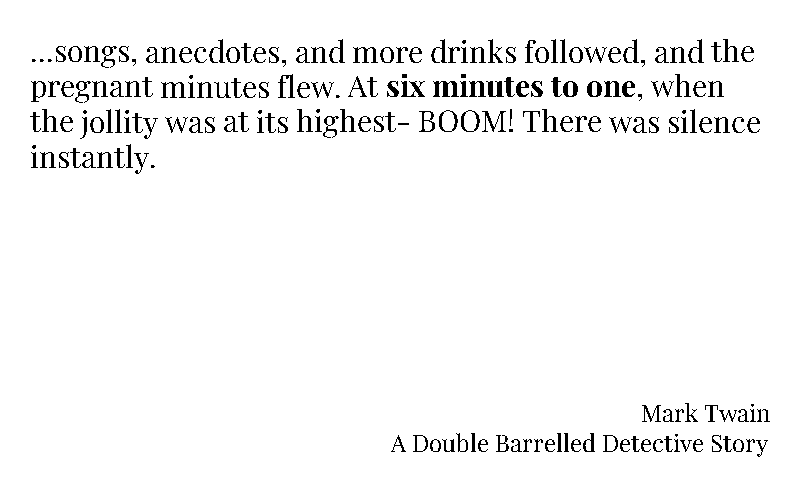 ...songs, anecdotes, and more drinks followed, and the
pregnant minutes flew. At six minutes to one, when
the jollity was at its highest- BOOM! There was silence
instantly.
Mark Twain
A Double Barrelled Detective Story